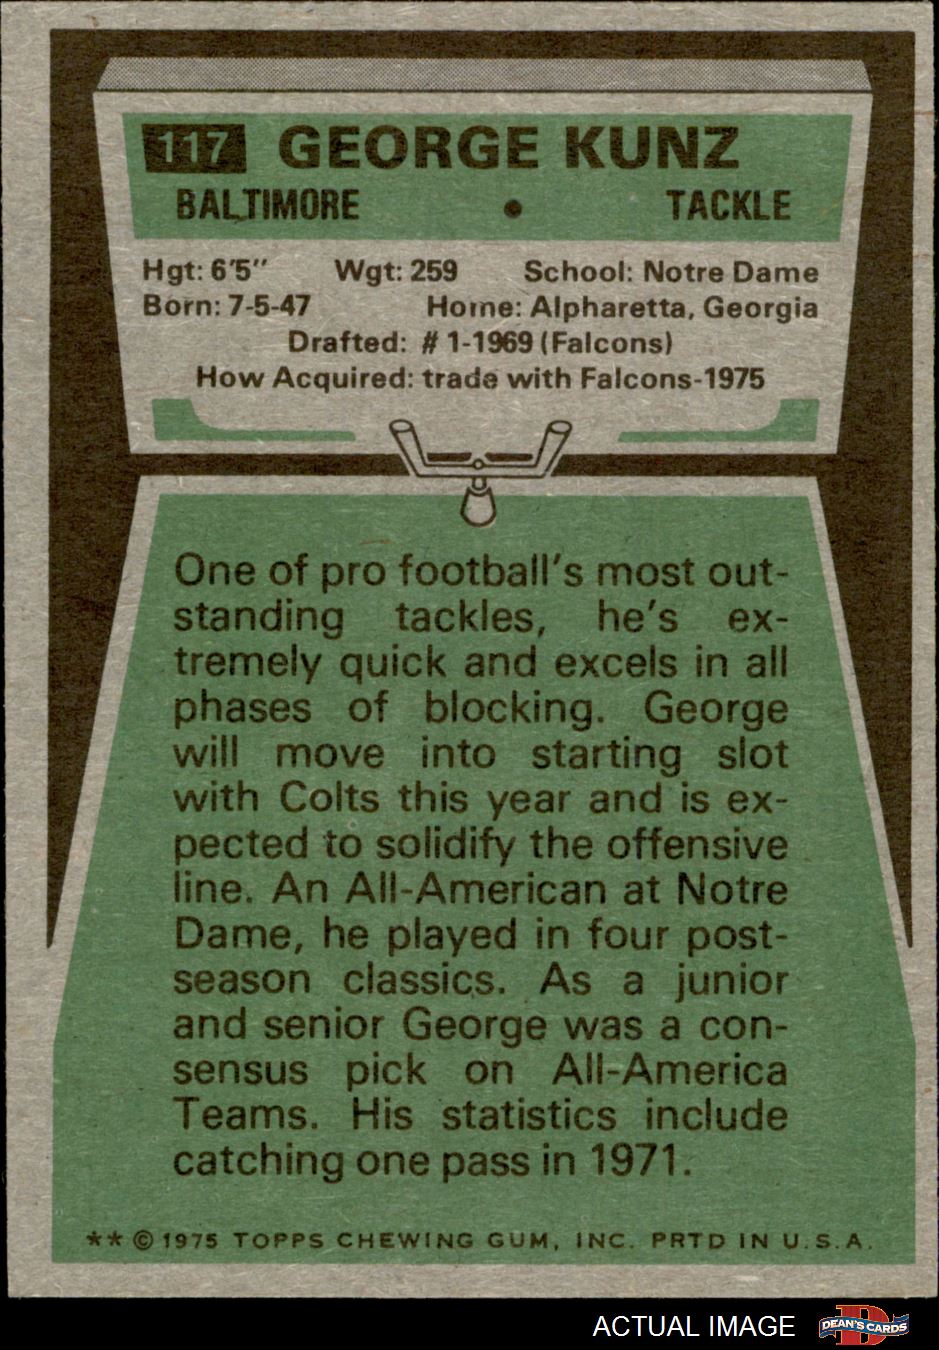 117 GEORGE KUNZ
BALTIMORE • TACKLE
Hgt: 6'5" Wgt: 259 School: Notre Dame
Born: 7-5-47 Home: Alpharetta, Georgia
Drafted: # 1-1969 (Falcons)
How Acquired: trade with Falcons-1975
One of pro football's most out-
standing tackles, he's ex-
tremely quick and excels in all
phases of blocking. George
will move into starting slot
with Colts this year and is ex-
pected to solidify the offensive
line. An All-American at Notre
Dame, he played in four post-
season classics. As a junior
and senior George was a con-
sensus pick on All-America
Teams. His statistics include
catching one pass in 1971.
** © 1975 TOPPS CHEWING GUM, INC. PRTD IN U.S.A.
ACTUAL IMAGE
D
DEAN'S CARDS